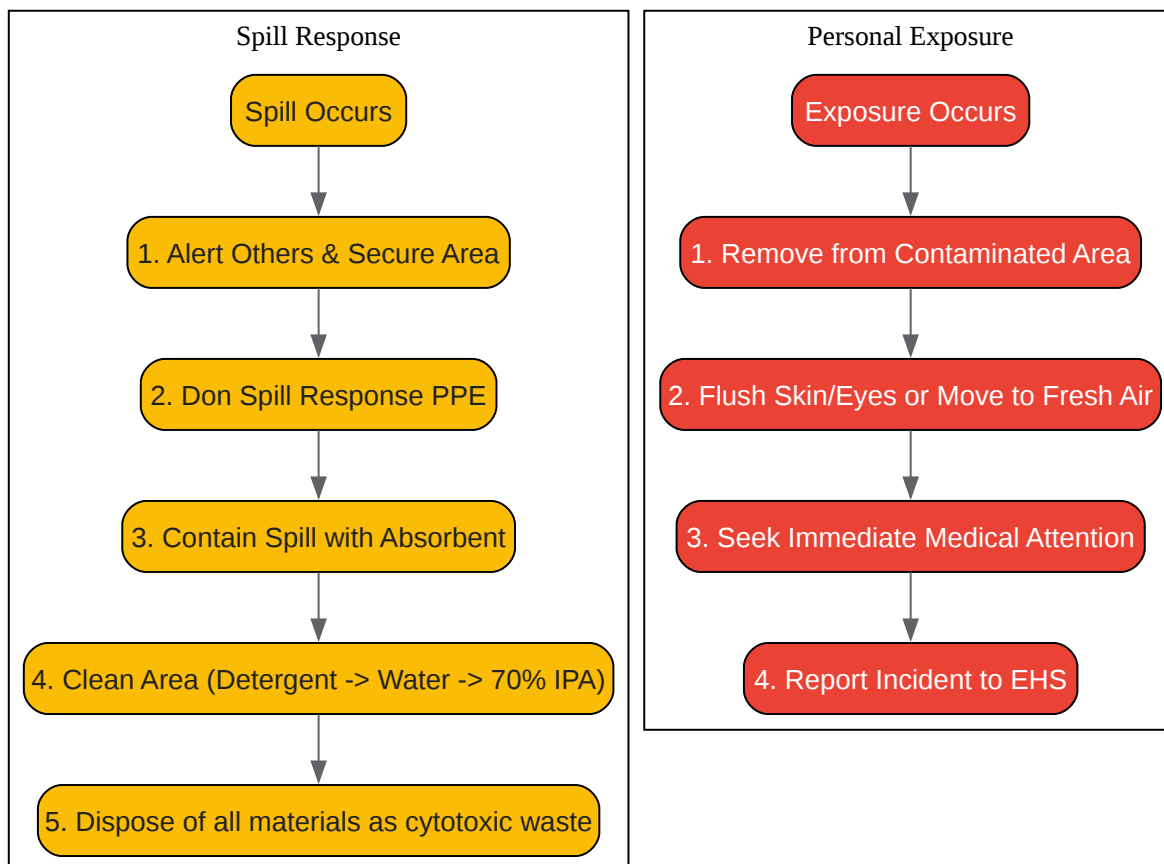 Spill Response
Spill Occurs
1. Alert Others & Secure Area
2. Don Spill Response PPE
3. Contain Spill with Absorbent
4. Clean Area (Detergent -> Water -> 70% IPA)
5. Dispose of all materials as cytotoxic waste
Personal Exposure
Exposure Occurs
1. Remove from Contaminated Area
2. Flush Skin/Eyes or Move to Fresh Air
3. Seek Immediate Medical Attention
4. Report Incident to EHS